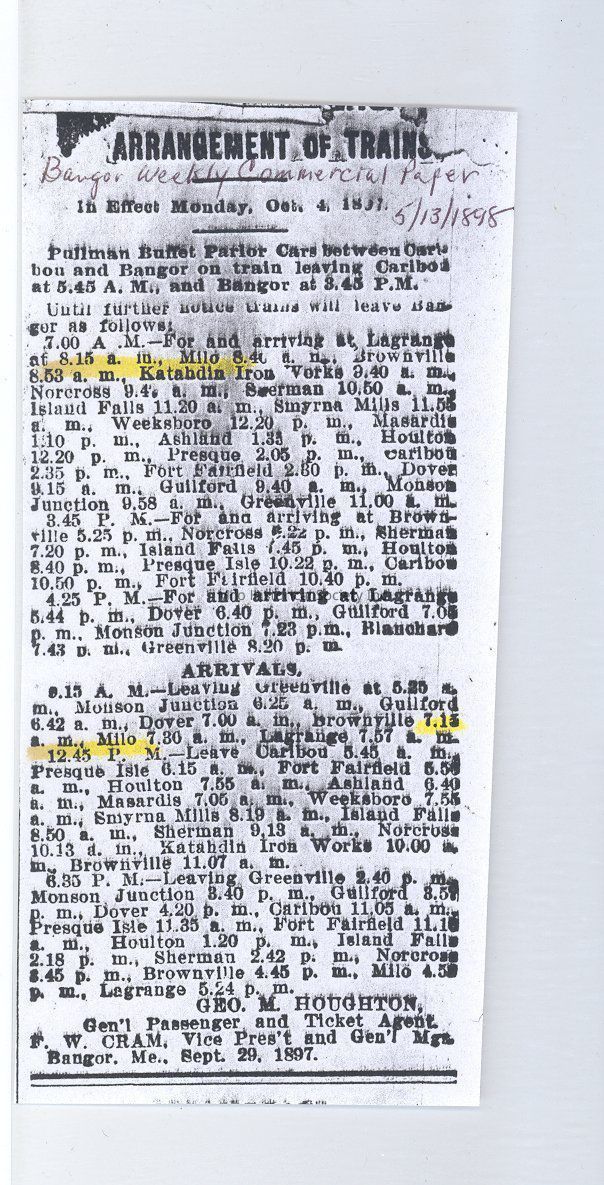 ARRANGEMENT OF TRAINS
Bangor Weekly Commercial Paper
5/13/1898
In Effect Monday, Oct. 4, 1897.
Pullman Buffet Parlor Cars between Cari-
bou and Bangor on train leaving Caribou
at 5.45 A. M., and Bangor at 3.45 P.M.
Until further notice trains will leave Ban-
gor as follows:
7.00 A .M.—For and arriving at Lagrange
at 8.15 a. m., Milo 8.40 a. m., Brownville
8.53 a. m., Katahdin Iron Works 9.40 a. m.,
Norcross a. m., Sherman 10.50 a. m.,
Island Falls 11.20 a. m., Smyrna Mills 11.55
a. m., Weeksboro 12.20 p. m., Masardis
1.10 p. m., Ashland 1.35 p. m., Houlton
12.20 p. m., Presque 2.05 p. m., Caribou
2.35 p. m., Fort Fairfield 2.30 p. m., Dover
9.15 a. m., Guilford 9.40 a. m., Monson
Junction 9.58 a. m., Greenville 11.00 a. m.
3.45 P. M.—For and arriving at Brown-
ville 5.25 p. m., Norcross p. m., Sherman
7.20 p. m., Island Falls 7.45 p. m., Houlton
8.40 p. m., Presque Isle 10.22 p. m., Caribou
10.50 p. m., Fort Fairfield 10.40 p. m.
4.25 P. M.—For and arriving at Lagrange
5.44 p. m., Dover 6.40 p. m., Guilford 7.05
p. m., Monson Junction 7.23 p.m., Blanchard
7.43 p. m., Greenville 8.20 p. m.
ARRIVALS.
9.15 A. M.—Leaving Greenville at 5.25 a.
m., Monson Junction 6.25 a. m., Guilford
6.42 a. m., Dover 7.00 a. m., Brownville 7.15
a. m., Milo 7.30 a. m., Lagrange 7.57 a. m.
12.45 P. M.—Leave Caribou 5.45 a. m.,
Presque Isle 6.15 a. m., Fort Fairfield 5.50
a. m., Houlton 7.55 a. m., Ashland 6.40
a. m., Masardis 7.05 a. m., Weeksboro 7.55
a. m., Smyrna Mills 8.19 a. m., Island Falls
8.50 a. m., Sherman 9.13 a. m., Norcross
10.13 a. m., Katahdin Iron Works 10.00 a.
m., Brownville 11.07 a. m.
6.35 P. M.—Leaving Greenville 2.40 p. m.,
Monson Junction 3.40 p. m., Guilford 3.57
p. m., Dover 4.20 p. m., Caribou 11.05 a. m.,
Presque Isle 11.35 a. m., Fort Fairfield 11.10
a. m., Houlton 1.20 p. m., Island Falls
2.18 p. m., Sherman 2.42 p. m., Norcross
3.45 p. m., Brownville 4.45 p. m., Milo
p. m., Lagrange 5.24 p. m.
GEO. M. HOUGHTON,
Gen'l Passenger and Ticket Agent.
F. W. CRAM, Vice Pres't and Gen'l Mgr.
Bangor. Me., Sept. 29, 1897.